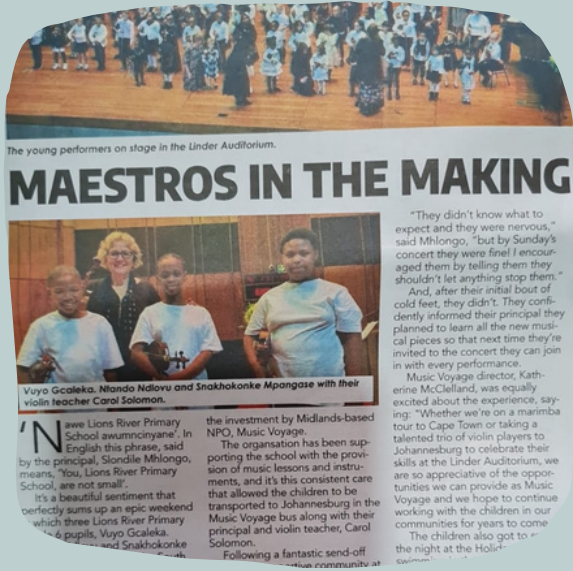 The young performers on stage in the Linder Auditorium.
MAESTROS IN THE MAKING
Vuyo Gcaleka. Ntando Ndlovu and Snakhokonke Mpangase with their
violin teacher Carol Solomon.
'Nawe Lions River Primary
School awumncinyane'. In
English this phrase, said
by the principal, Slondile Mhlongo,
means, 'You, Lions River Primary
School, are not small'.
It's a beautiful sentiment that
perfectly sums up an epic weekend
which three Lions River Primary
6 pupils, Vuyo Gcaleka.
and Snakhokonke
the investment by Midlands-based
NPO, Music Voyage.
The organsation has been sup-
porting the school with the provi-
sion of music lessons and instru-
ments, and it's this consistent care
that allowed the children to be
transported to Johannesburg in the
Music Voyage bus along with their
principal and violin teacher, Carol
Solomon.
Following a fantastic send-off
community at
"They didn't know what to
expect and they were nervous,"
said Mhlongo, "but by Sunday's
concert they were fine! I encour-
aged them by telling them they
shouldn't let anything stop them."
And, after their initial bout of
cold feet, they didn't. They confi-
dently informed their principal they
planned to learn all the new musi-
cal pieces so that next time they're
invited to the concert they can join
in with every performance.
Music Voyage director, Kath-
erine McClelland, was equally
excited about the experience, say-
ing: "Whether we're on a marimba
tour to Cape Town or taking a
talented trio of violin players to
Johannesburg to celebrate their
skills at the Linder Auditorium, we
are so appreciative of the oppor-
tunities we can provide as Music
Voyage and we hope to continue
working with the children in our
communities for years to come
The children also got to
the night at the